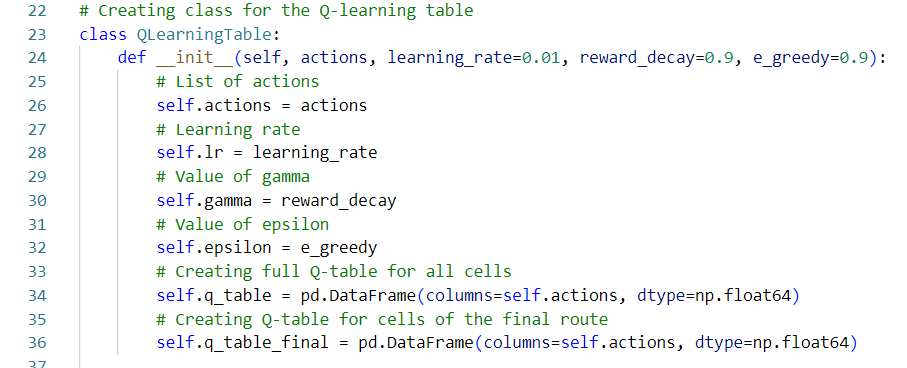 22 # Creating class for the Q-learning table
23 class QLearningTable:
24     def __init__(self, actions, learning_rate=0.01, reward_decay=0.9, e_greedy=0.9):
25         # List of actions
26         self.actions = actions
27         # Learning rate
28         self.lr = learning_rate
29         # Value of gamma
30         self.gamma = reward_decay
31         # Value of epsilon
32         self.epsilon = e_greedy
33         # Creating full Q-table for all cells
34         self.q_table = pd.DataFrame(columns=self.actions, dtype=np.float64)
35         # Creating Q-table for cells of the final route
36         self.q_table_final = pd.DataFrame(columns=self.actions, dtype=np.float64)
37